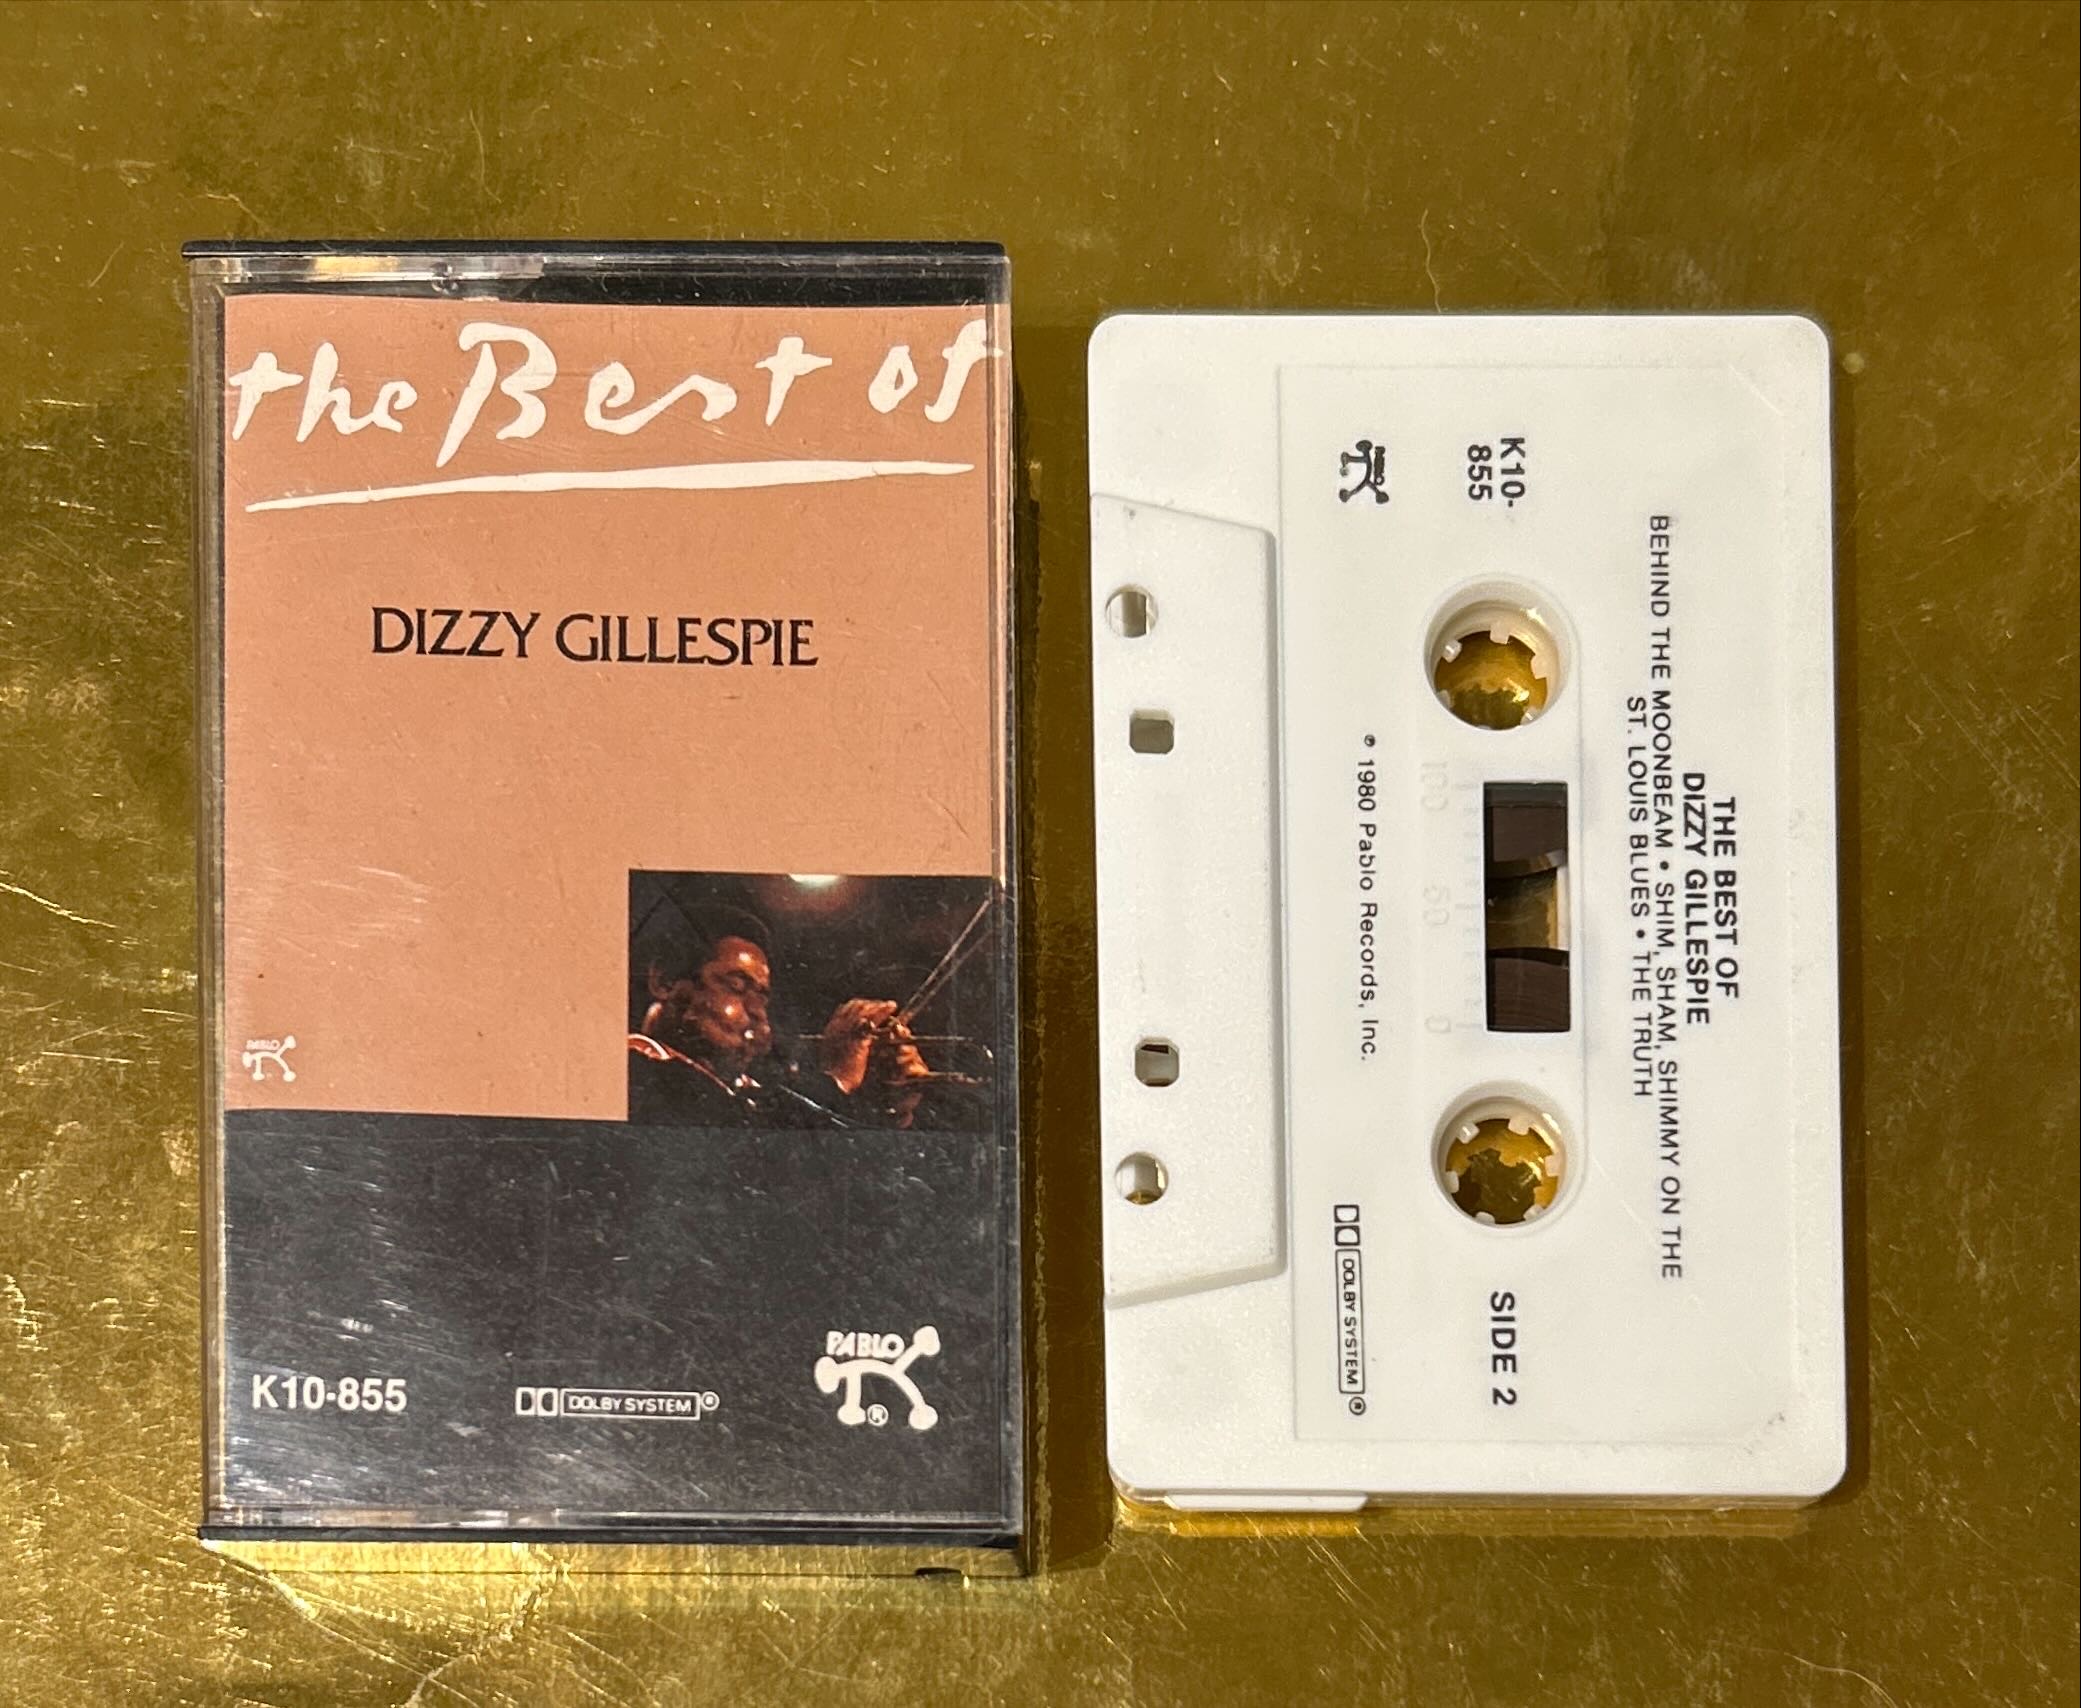 the Best of
DIZZY GILLESPIE
PABLO
K10-855
DOLBY SYSTEM®
PABLO
®
THE BEST OF
DIZZY GILLESPIE
BEHIND THE MOONBEAM • SHIM, SHAM, SHIMMY ON THE
ST. LOUIS BLUES • THE TRUTH
K10-
855
SIDE 2
100 50 0
PABLO
℗ 1980 Pablo Records, Inc.
DOLBY SYSTEM®